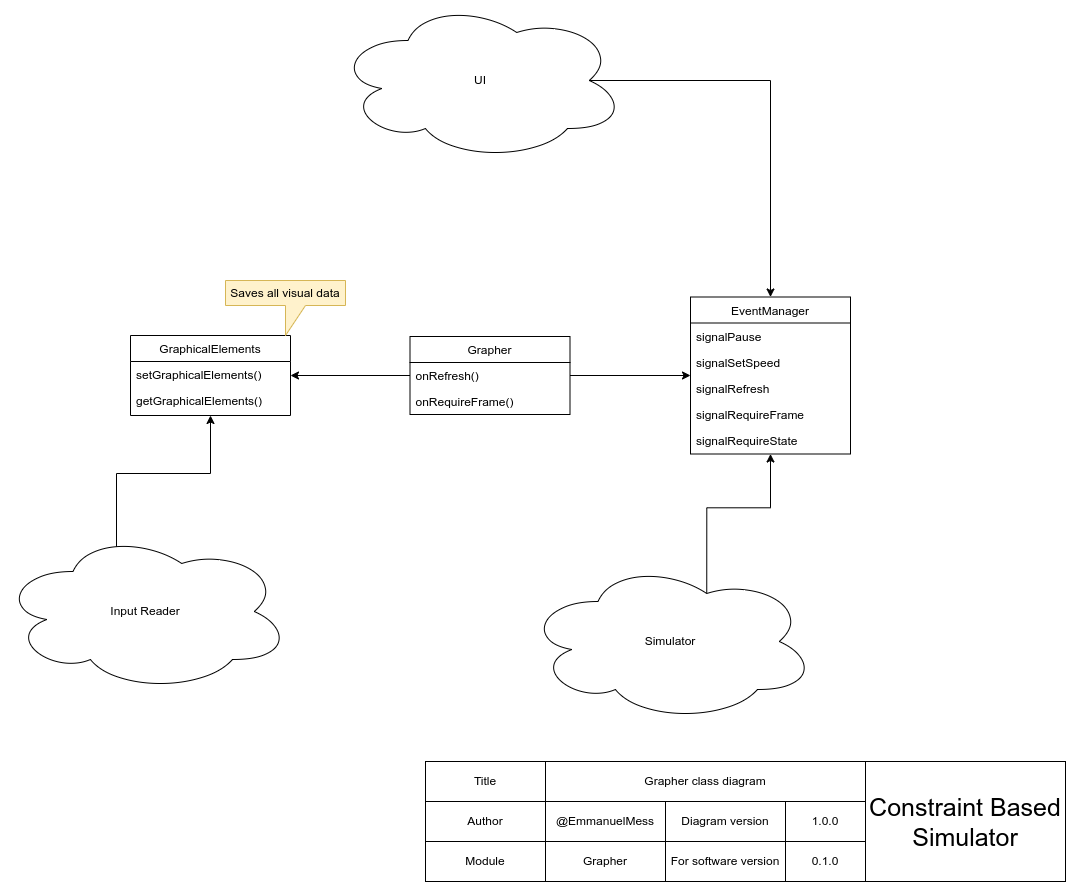 UI
Saves all visual data
GraphicalElements
setGraphicalElements()
getGraphicalElements()
Grapher
onRefresh()
onRequireFrame()
EventManager
signalPause
signalSetSpeed
signalRefresh
signalRequireFrame
signalRequireState
Input Reader
Simulator
Title
Grapher class diagram
Author
@EmmanuelMess
Diagram version
1.0.0
Module
Grapher
For software version
0.1.0
Constraint Based
Simulator